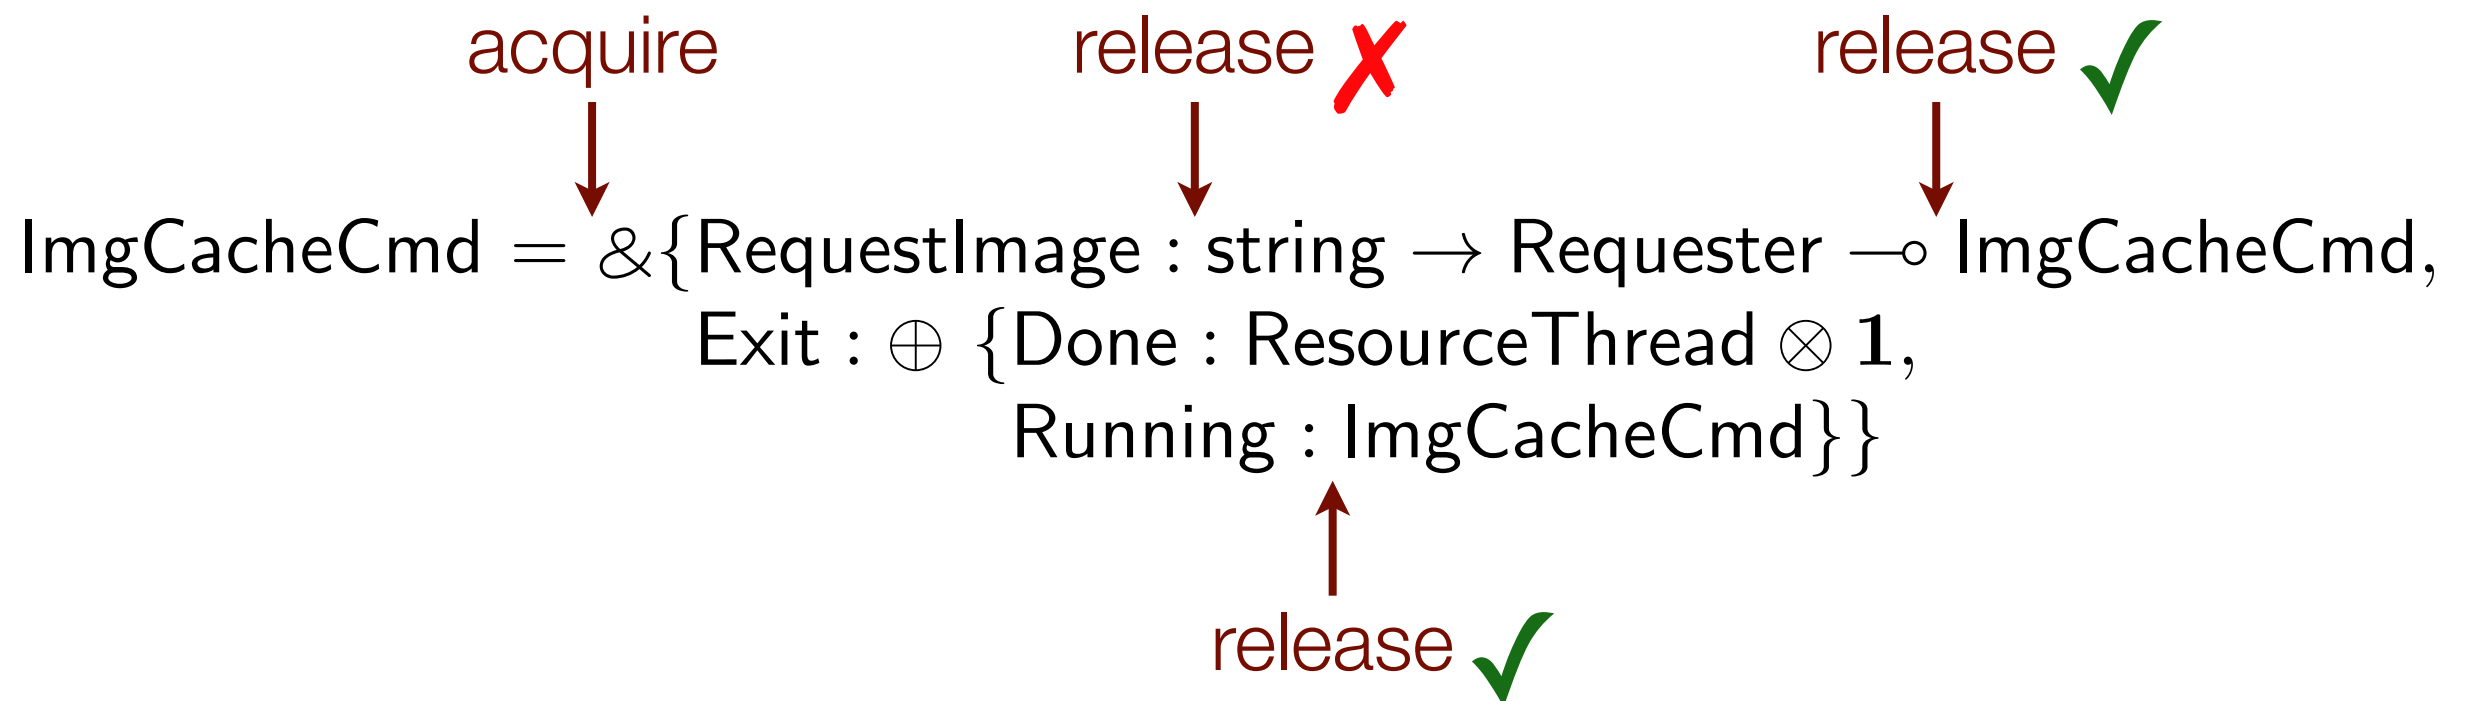 acquire release ✗ release ✓
ImgCacheCmd = &{RequestImage : string → Requester ⊸ ImgCacheCmd,
Exit : ⊕ {Done : ResourceThread ⊗ 1,
Running : ImgCacheCmd}}
release ✓